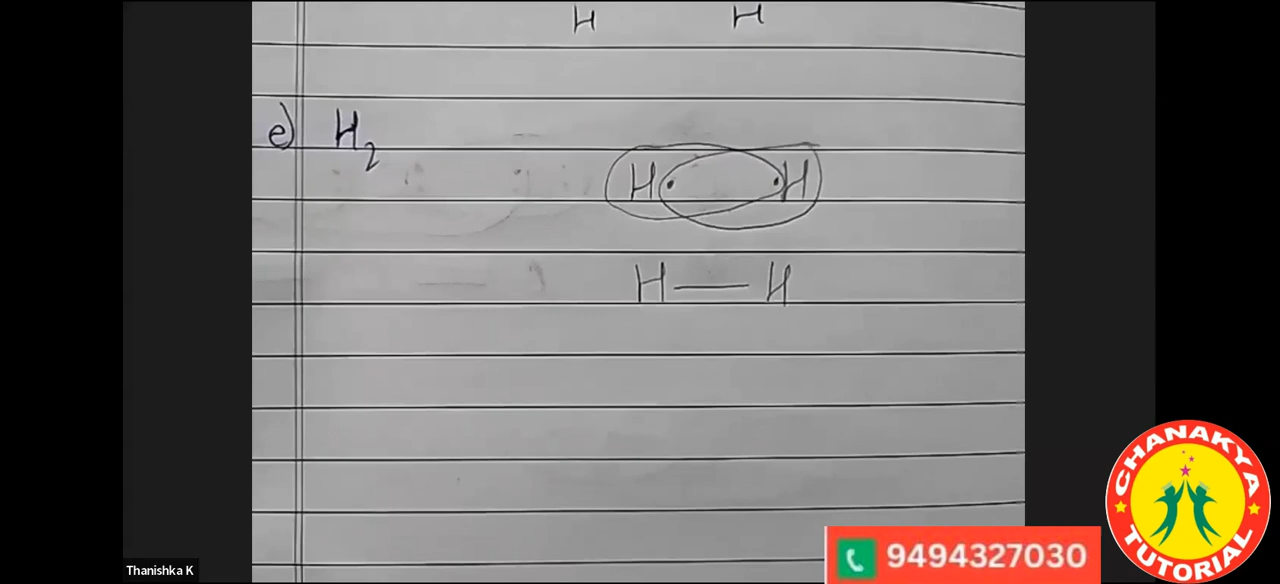 H H
e) H₂
H· ·H
H — H
Thanishka K
9494327030
CHANAKYA
TUTORIAL